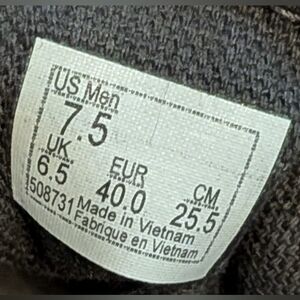 US Men
7.5
UK EUR CM
6.5 40.0 25.5
508731 Made in Vietnam
Fabrique en Vietnam